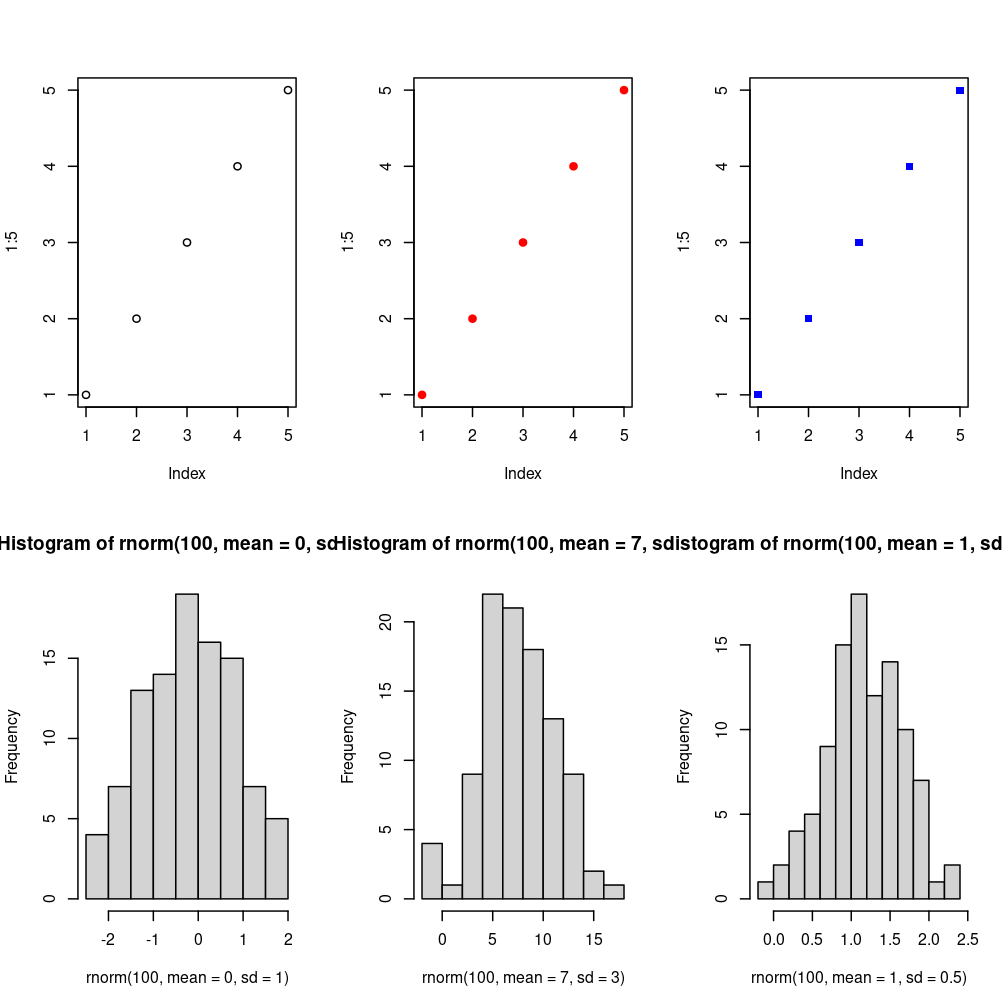 5
4
3
2
1
1:5
1 2 3 4 5
Index
5
4
3
2
1
1:5
1 2 3 4 5
Index
5
4
3
2
1
1:5
1 2 3 4 5
Index
Histogram of rnorm(100, mean = 0, sd
Histogram of rnorm(100, mean = 7, sd
istogram of rnorm(100, mean = 1, sd
15
10
5
0
Frequency
-2 -1 0 1 2
rnorm(100, mean = 0, sd = 1)
20
15
10
5
0
Frequency
0 5 10 15
rnorm(100, mean = 7, sd = 3)
15
10
5
0
Frequency
0.0 0.5 1.0 1.5 2.0 2.5
rnorm(100, mean = 1, sd = 0.5)